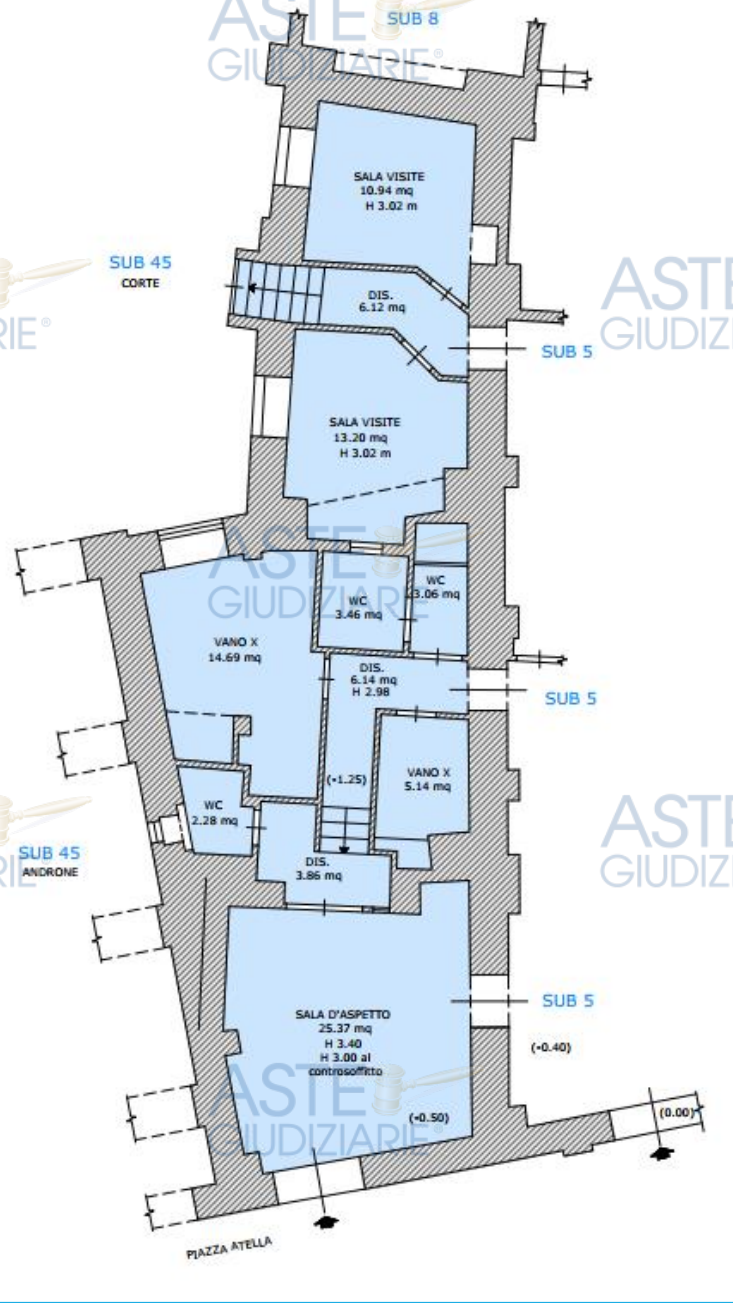 ASTE
GIUDIZIARIE®
SUB 8
SALA VISITE
10.94 mq
H 3.02 m
SUB 45
CORTE
ASTE
GIUDIZ
RIE®
DIS.
6.12 mq
SUB 5
SALA VISITE
13.20 mq
H 3.02 m
ASTE
GIUDIZIARIE®
WC
3.06 mq
WC
3.46 mq
VANO X
14.69 mq
DIS.
6.14 mq
H 2.98
SUB 5
(-1.25)
VANO X
5.14 mq
WC
2.28 mq
ASTE
GIUDIZI
SUB 45
ANDRONE
RIE
DIS.
3.86 mq
SUB 5
SALA D'ASPETTO
25.37 mq
H 3.40
H 3.00 al
controsoffitto
(-0.40)
ASTE
GIUDIZIARIE®
(-0.50)
(0.00)
PIAZZA ATELLA